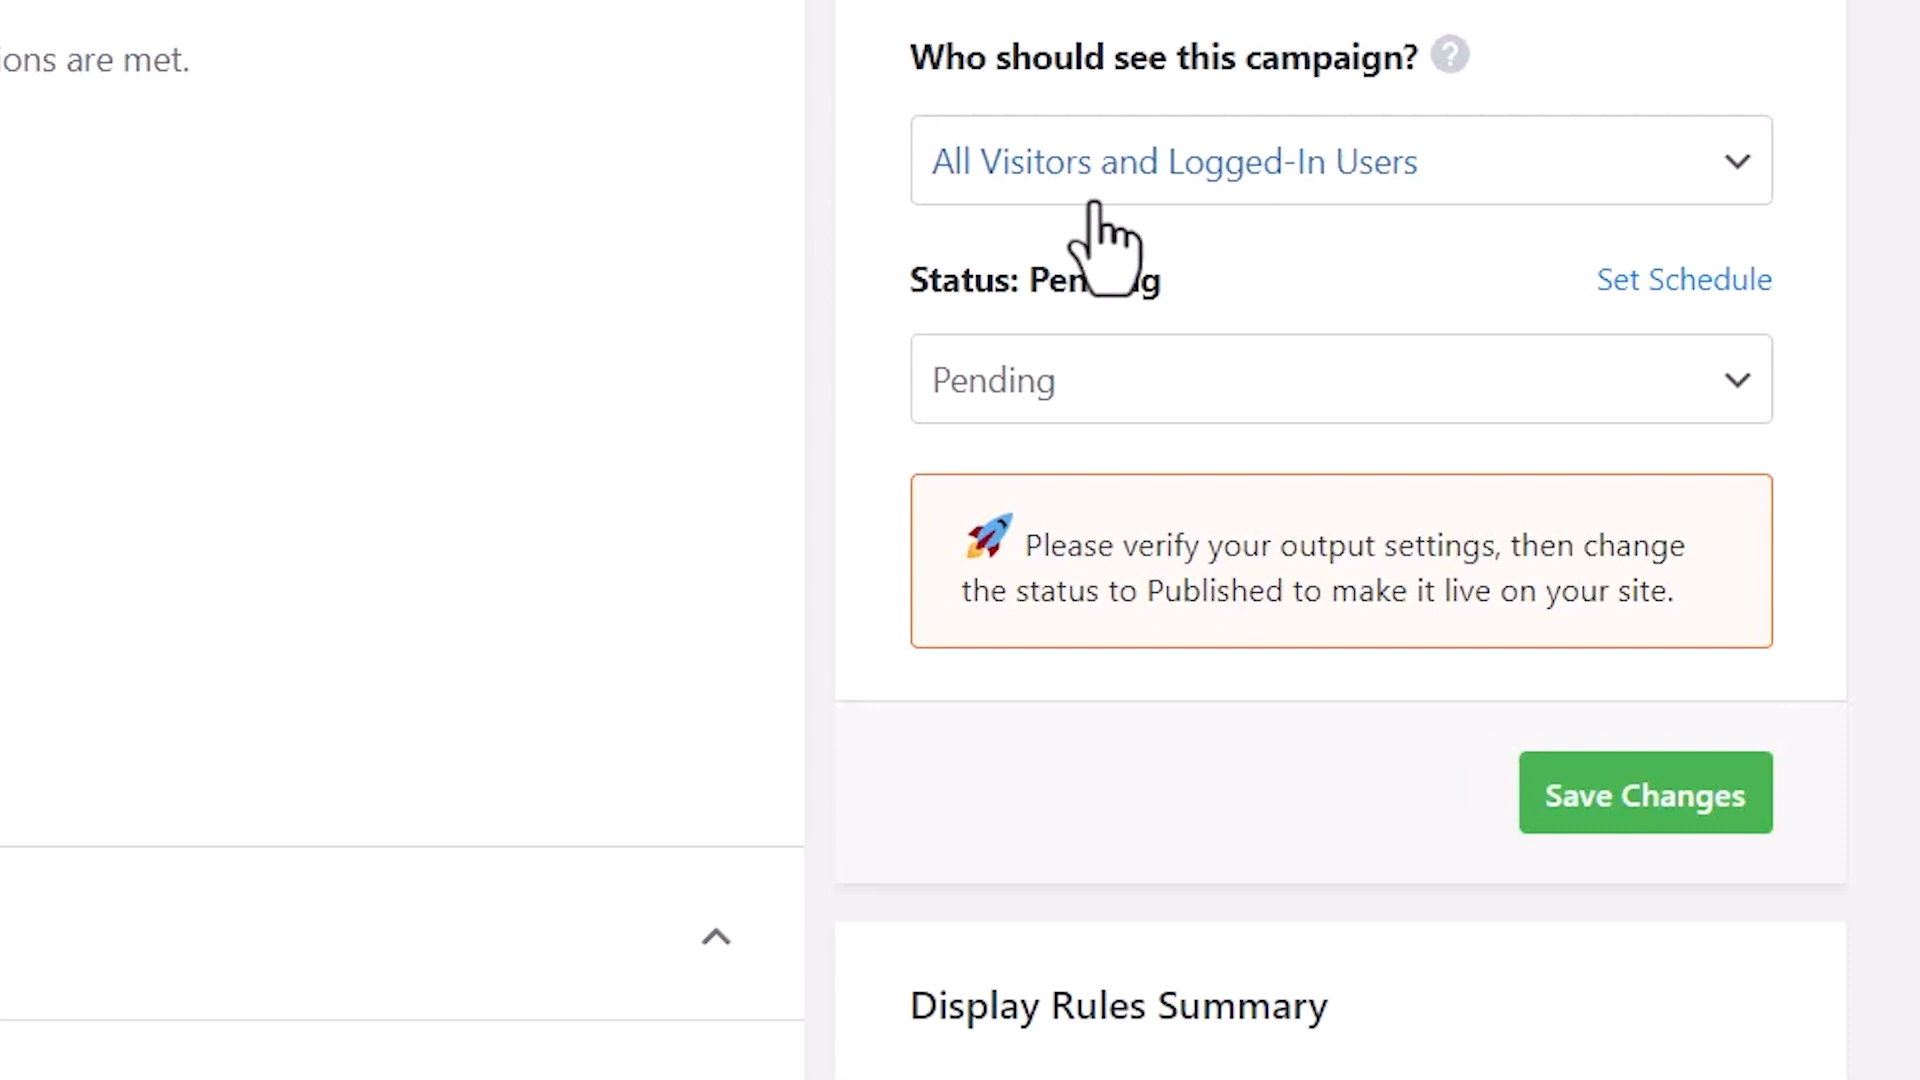 are met.
Who should see this campaign?
All Visitors and Logged-In Users
Status:
Set Schedule
Pending
Please verify your output settings, then change
the status to Published to make it live on your site.
Save Changes
Display Rules Summary